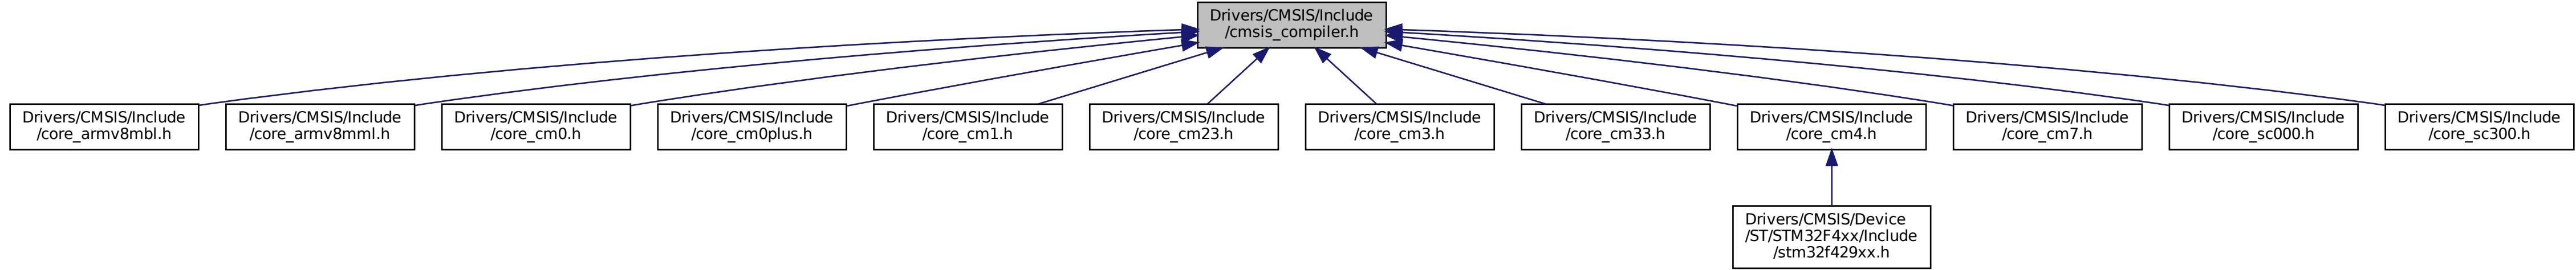 Drivers/CMSIS/Include
/cmsis_compiler.h
Drivers/CMSIS/Include
/core_armv8mbl.h
Drivers/CMSIS/Include
/core_armv8mml.h
Drivers/CMSIS/Include
/core_cm0.h
Drivers/CMSIS/Include
/core_cm0plus.h
Drivers/CMSIS/Include
/core_cm1.h
Drivers/CMSIS/Include
/core_cm23.h
Drivers/CMSIS/Include
/core_cm3.h
Drivers/CMSIS/Include
/core_cm33.h
Drivers/CMSIS/Include
/core_cm4.h
Drivers/CMSIS/Include
/core_cm7.h
Drivers/CMSIS/Include
/core_sc000.h
Drivers/CMSIS/Include
/core_sc300.h
Drivers/CMSIS/Device
/ST/STM32F4xx/Include
/stm32f429xx.h